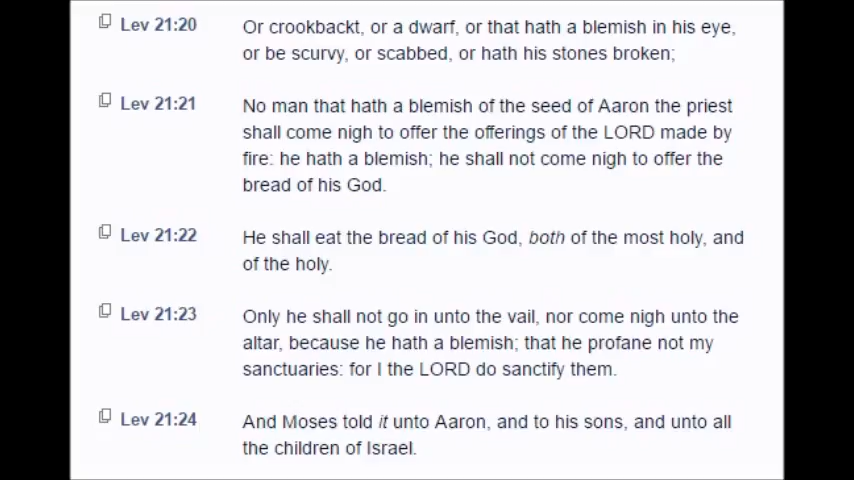 Lev 21:20 Or crookbackt, or a dwarf, or that hath a blemish in his eye,
or be scurvy, or scabbed, or hath his stones broken;
Lev 21:21 No man that hath a blemish of the seed of Aaron the priest
shall come nigh to offer the offerings of the LORD made by
fire: he hath a blemish; he shall not come nigh to offer the
bread of his God.
Lev 21:22 He shall eat the bread of his God, both of the most holy, and
of the holy.
Lev 21:23 Only he shall not go in unto the vail, nor come nigh unto the
altar, because he hath a blemish; that he profane not my
sanctuaries: for I the LORD do sanctify them.
Lev 21:24 And Moses told it unto Aaron, and to his sons, and unto all
the children of Israel.